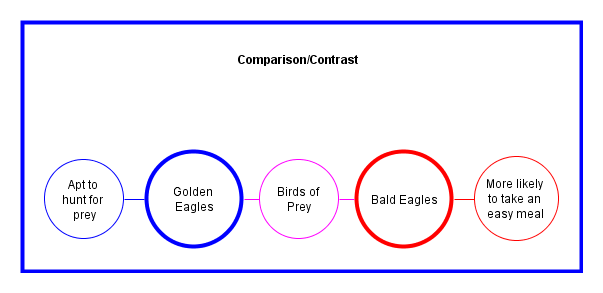 Comparison/Contrast
Apt to
hunt for
prey
Golden
Eagles
Birds of
Prey
Bald Eagles
More likely
to take an
easy meal